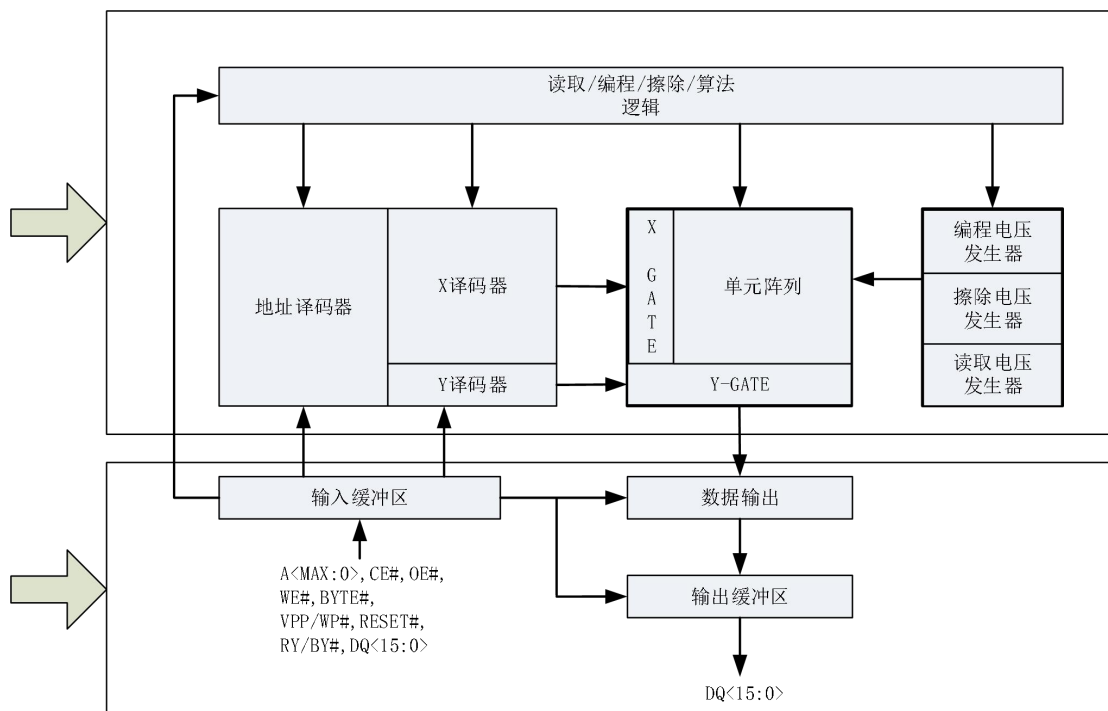 读取/编程/擦除/算法
逻辑
地址译码器
X译码器
Y译码器
X
G
A
T
E
单元阵列
Y-GATE
编程电压
发生器
擦除电压
发生器
读取电压
发生器
输入缓冲区
数据输出
输出缓冲区
A<MAX:0>,CE#,OE#,
WE#,BYTE#,
VPP/WP#,RESET#,
RY/BY#,DQ<15:0>
DQ<15:0>